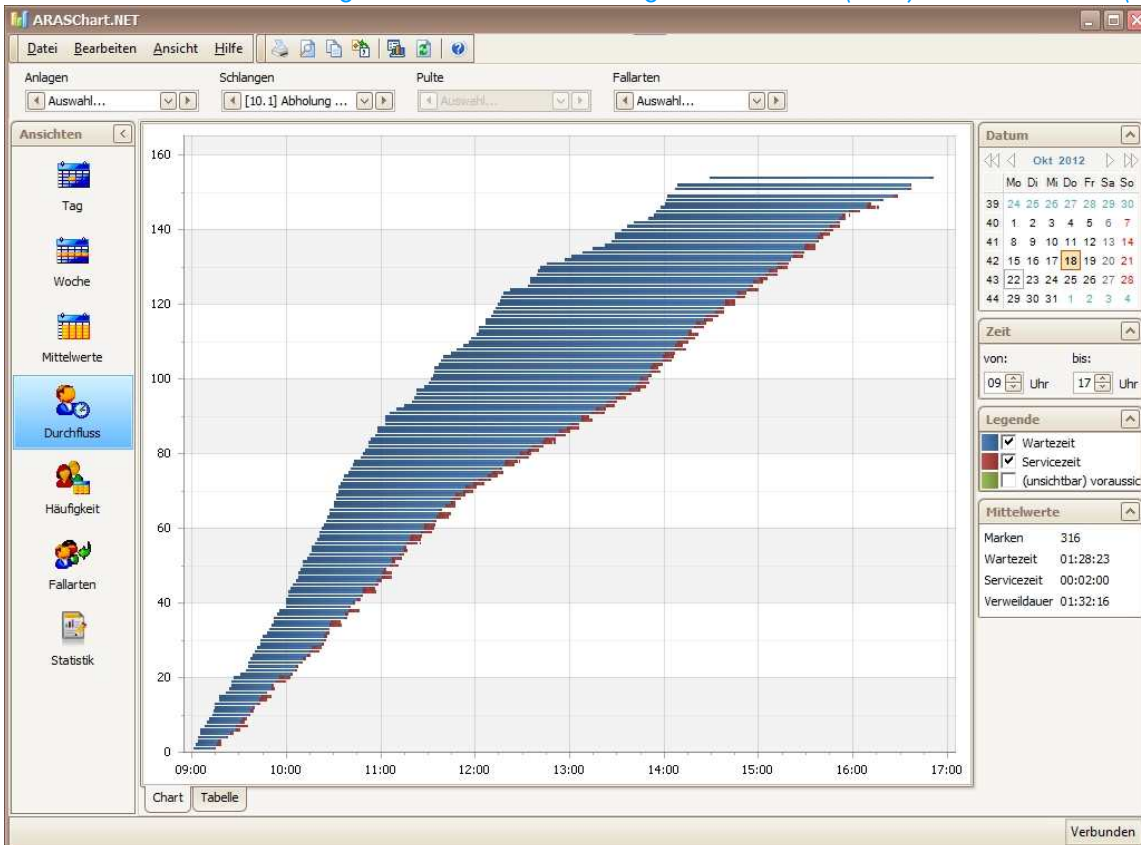 ARASChart.NET
Datei Bearbeiten Ansicht Hilfe
Anlagen Schlangen Pulte Fallarten
Auswahl... [10.1] Abholung ... Auswahl... Auswahl...
Ansichten
Tag
Woche
Mittelwerte
Durchfluss
Häufigkeit
Fallarten
Statistik
160
140
120
100
80
60
40
20
0
09:00 10:00 11:00 12:00 13:00 14:00 15:00 16:00 17:00
Chart Tabelle
Datum
Okt 2012
Mo Di Mi Do Fr Sa So
39 24 25 26 27 28 29 30
40 1 2 3 4 5 6 7
41 8 9 10 11 12 13 14
42 15 16 17 18 19 20 21
43 22 23 24 25 26 27 28
44 29 30 31 1 2 3 4
Zeit
von: bis:
09 Uhr 17 Uhr
Legende
Wartezeit
Servicezeit
(unsichtbar) voraussic
Mittelwerte
Marken 316
Wartezeit 01:28:23
Servicezeit 00:02:00
Verweildauer 01:32:16
Verbunden